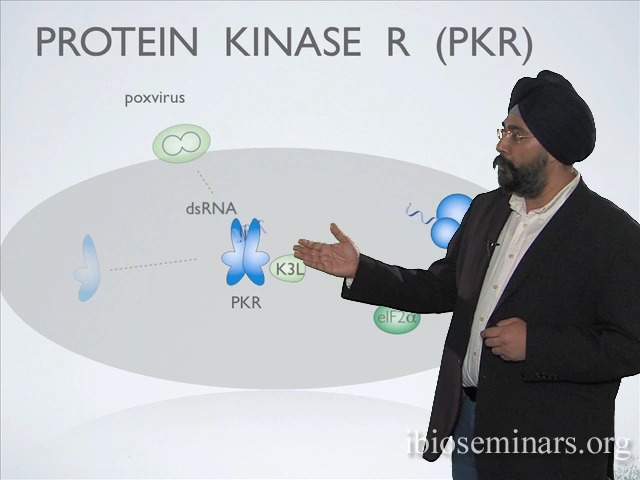 PROTEIN KINASE R (PKR)
poxvirus
dsRNA
K3L
PKR
eIF2α
ibioseminars.org